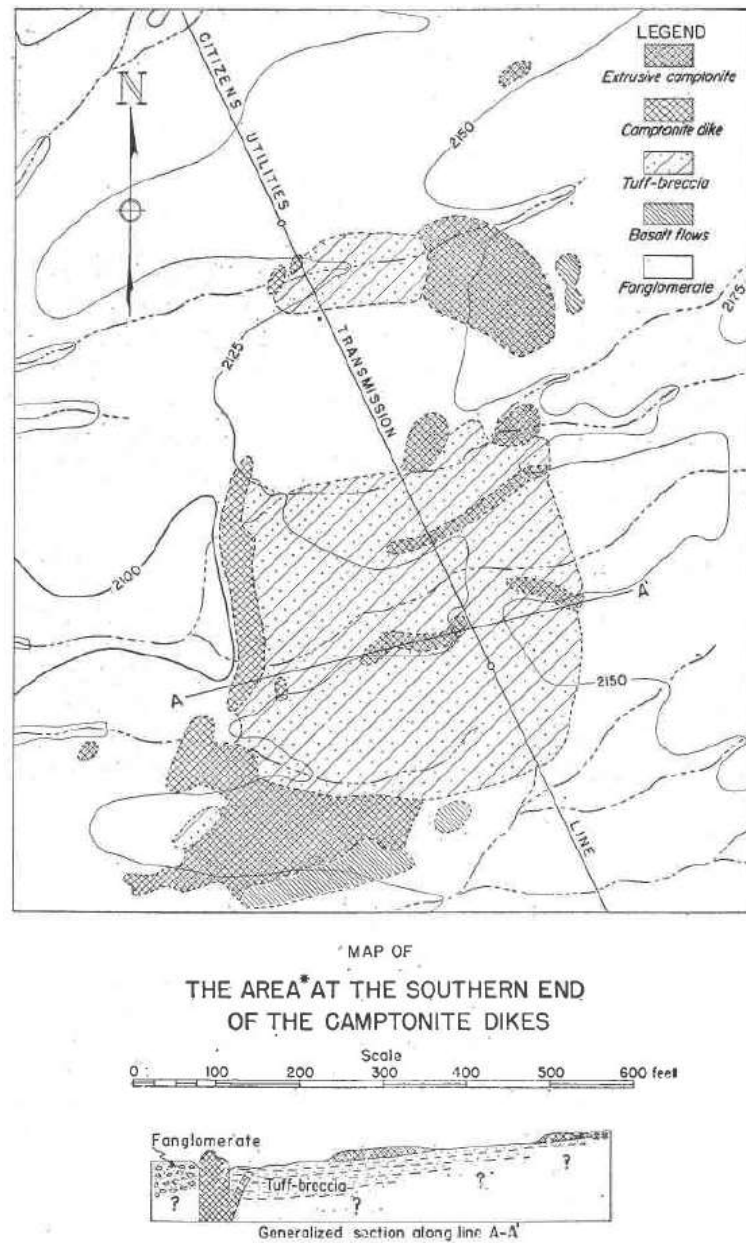 LEGEND
Extrusive camptonite
Camptonite dike
Tuff-breccia
Basalt flows
Fanglomerate
N
CITIZENS UTILITIES TRANSMISSION LINE
2150
2175
2125
2100
A
A'
2150
MAP OF
THE AREA* AT THE SOUTHERN END
OF THE CAMPTONITE DIKES
Scale
0 100 200 300 400 500 600 feet
Fanglomerate
Tuff-breccia
? ? ? ?
Generalized section along line A-A'